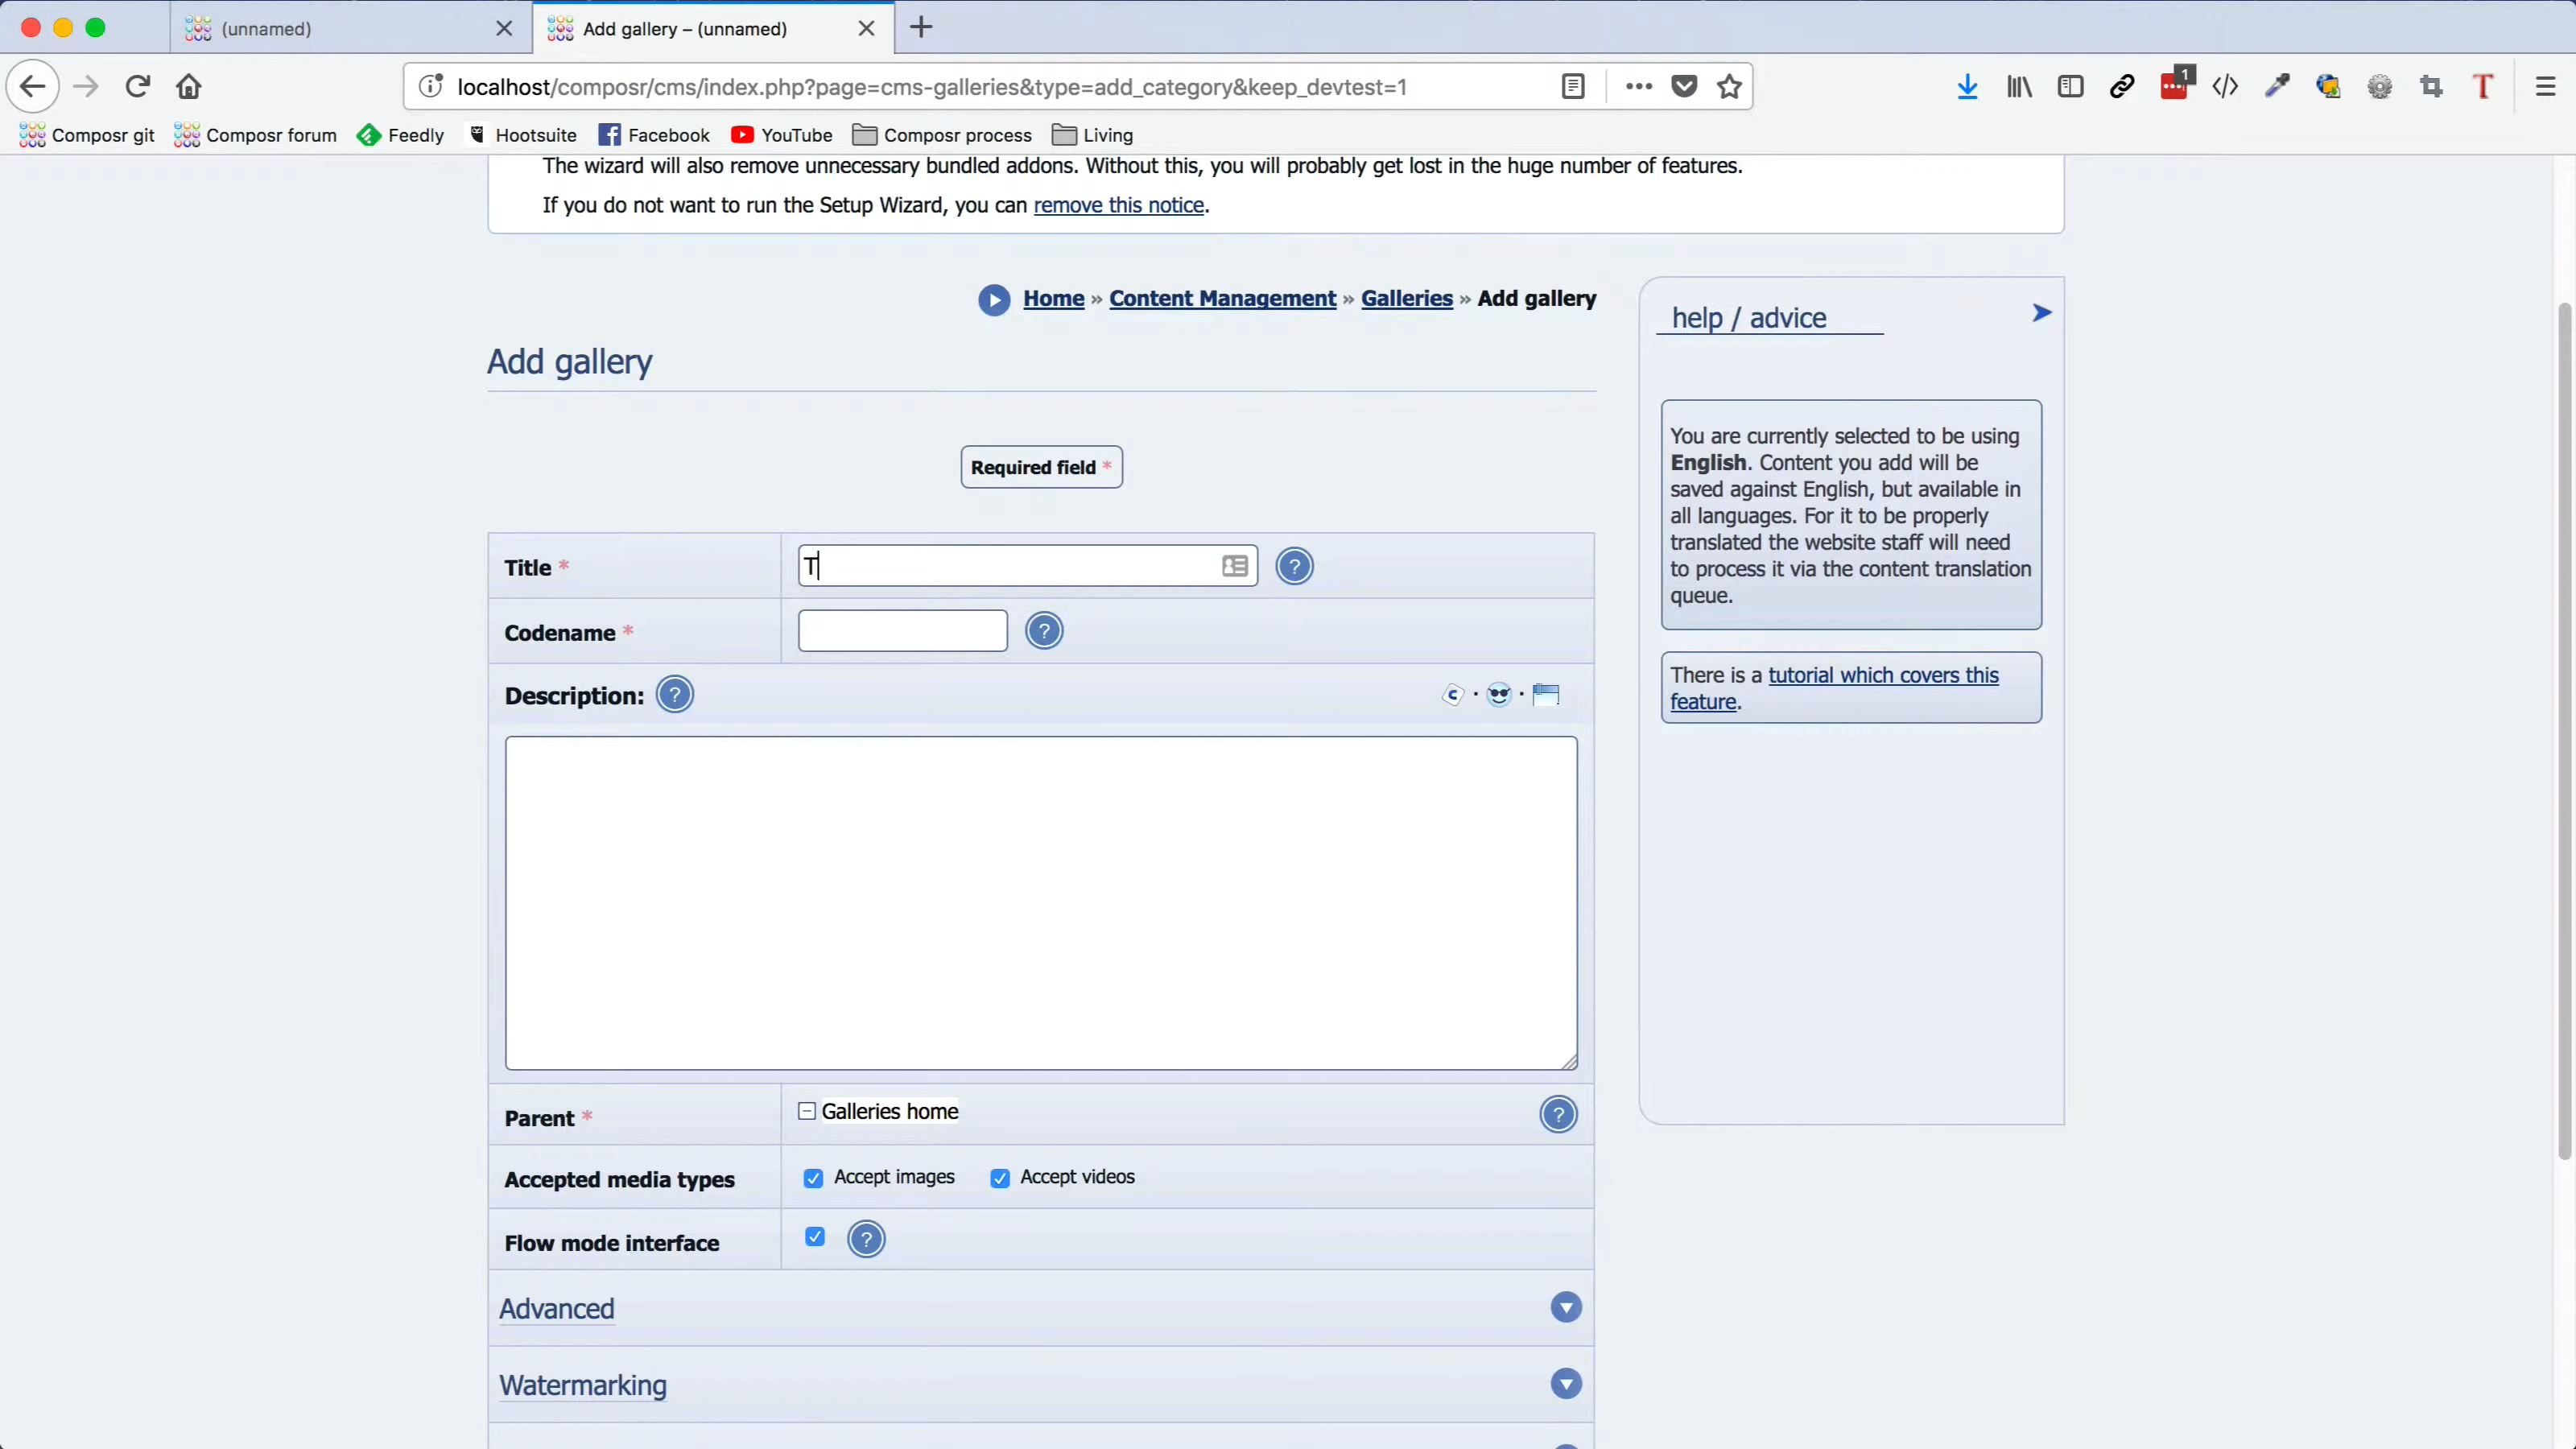 (unnamed)
Add gallery – (unnamed)
localhost/composr/cms/index.php?page=cms-galleries&type=add_category&keep_devtest=1
1
T
Composr git
Composr forum
Feedly
Hootsuite
Facebook
YouTube
Composr process
Living
The wizard will also remove unnecessary bundled addons. Without this, you will probably get lost in the huge number of features.
If you do not want to run the Setup Wizard, you can remove this notice.
Home » Content Management » Galleries » Add gallery
Add gallery
Required field *
Title *
T
?
Codename *
?
Description:
?
Parent *
Galleries home
?
Accepted media types
Accept images
Accept videos
Flow mode interface
?
Advanced
Watermarking
help / advice
You are currently selected to be using
English. Content you add will be
saved against English, but available in
all languages. For it to be properly
translated the website staff will need
to process it via the content translation
queue.
There is a tutorial which covers this
feature.